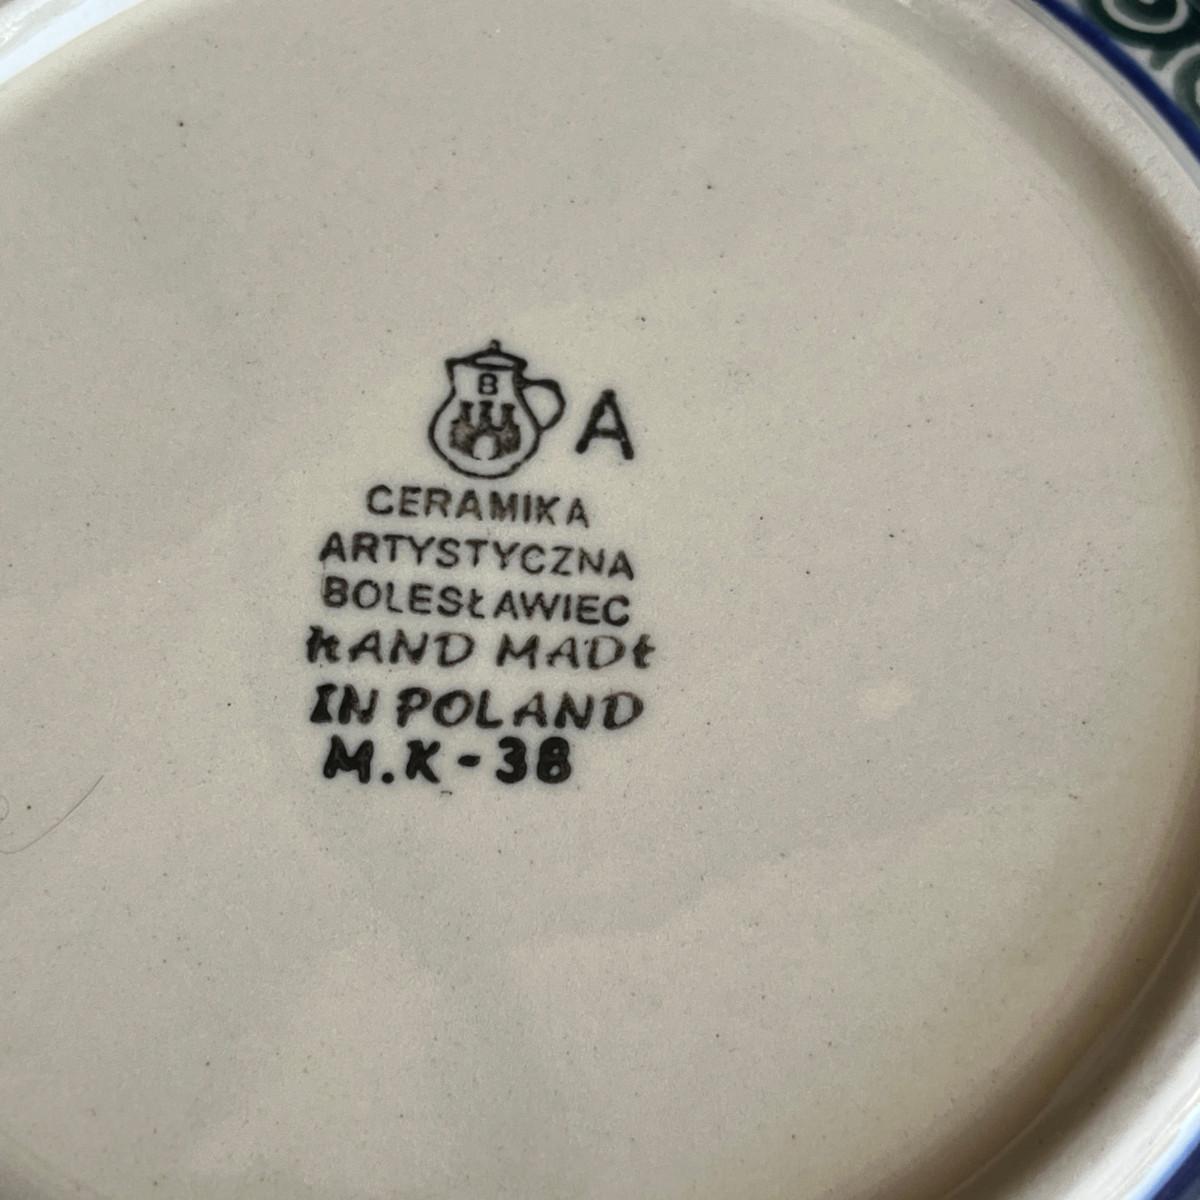 B A
CERAMIKA
ARTYSTYCZNA
BOLESŁAWIEC
HAND MADE
IN POLAND
M.K-38